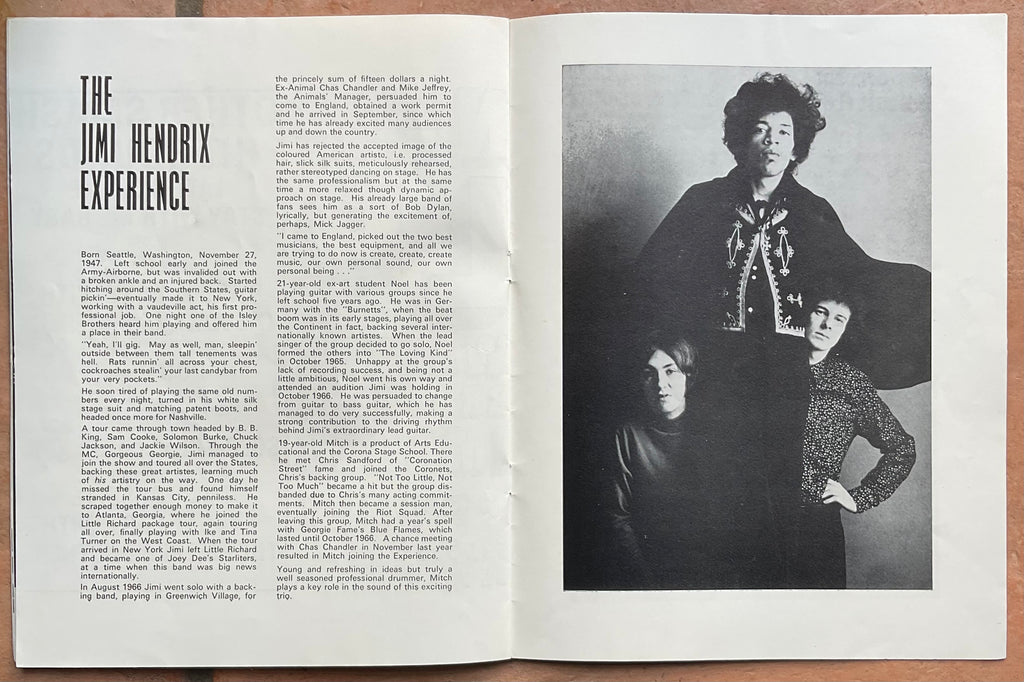 THE
JIMI HENDRIX
EXPERIENCE
Born Seattle, Washington, November 27,
1947. Left school early and joined the
Army-Airborne, but was invalided out with
a broken ankle and an injured back. Started
hitching around the Southern States, guitar
pickin'—eventually made it to New York,
working with a vaudeville act, his first pro-
fessional job. One night one of the Isley
Brothers heard him playing and offered him
a place in their band.
"Yeah, I'll gig. May as well, man, sleepin'
outside between them tall tenements was
hell. Rats runnin' all across your chest,
cockroaches stealin' your last candybar from
your very pockets."
He soon tired of playing the same old num-
bers every night, turned in his white silk
stage suit and matching patent boots, and
headed once more for Nashville.
A tour came through town headed by B. B.
King, Sam Cooke, Solomon Burke, Chuck
Jackson, and Jackie Wilson. Through the
MC, Gorgeous Georgie, Jimi managed to
join the show and toured all over the States,
backing these great artistes, learning much
of his artistry on the way. One day he
missed the tour bus and found himself
stranded in Kansas City, penniless. He
scraped together enough money to make it
to Atlanta, Georgia, where he joined the
Little Richard package tour, again touring
all over, finally playing with Ike and Tina
Turner on the West Coast. When the tour
arrived in New York Jimi left Little Richard
and became one of Joey Dee's Starliters,
at a time when this band was big news
internationally.
In August 1966 Jimi went solo with a back-
ing band, playing in Greenwich Village, for
the princely sum of fifteen dollars a night.
Ex-Animal Chas Chandler and Mike Jeffrey,
the Animals' Manager, persuaded him to
come to England, obtained a work permit
and he arrived in September, since which
time he has already excited many audiences
up and down the country.
Jimi has rejected the accepted image of the
coloured American artiste, i.e. processed
hair, slick silk suits, meticulously rehearsed,
rather stereotyped dancing on stage. He has
the same professionalism but at the same
time a more relaxed though dynamic ap-
proach on stage. His already large band of
fans sees him as a sort of Bob Dylan,
lyrically, but generating the excitement of,
perhaps, Mick Jagger.
"I came to England, picked out the two best
musicians, the best equipment, and all we
are trying to do now is create, create, create
music, our own personal sound, our own
personal being . . ."
21-year-old ex-art student Noel has been
playing guitar with various groups since he
left school five years ago. He was in Ger-
many with the "Burnetts", when the beat
boom was in its early stages, playing all over
the Continent in fact, backing several inter-
nationally known artistes. When the lead
singer of the group decided to go solo, Noel
formed the others into "The Loving Kind"
in October 1965. Unhappy at the group's
lack of recording success, and being not a
little ambitious, Noel went his own way and
attended an audition Jimi was holding in
October 1966. He was persuaded to change
from guitar to bass guitar, which he has
managed to do very successfully, making a
strong contribution to the driving rhythm
behind Jimi's extraordinary lead guitar.
19-year-old Mitch is a product of Arts Edu-
cational and the Corona Stage School. There
he met Chris Sandford of "Coronation
Street" fame and joined the Coronets,
Chris's backing group. "Not Too Little, Not
Too Much" became a hit but the group dis-
banded due to Chris's many acting commit-
ments. Mitch then became a session man,
eventually joining the Riot Squad. After
leaving this group, Mitch had a year's spell
with Georgie Fame's Blue Flames, which
lasted until October 1966. A chance meeting
with Chas Chandler in November last year
resulted in Mitch joining the Experience.
Young and refreshing in ideas but truly a
well seasoned professional drummer, Mitch
plays a key role in the sound of this exciting
trio.